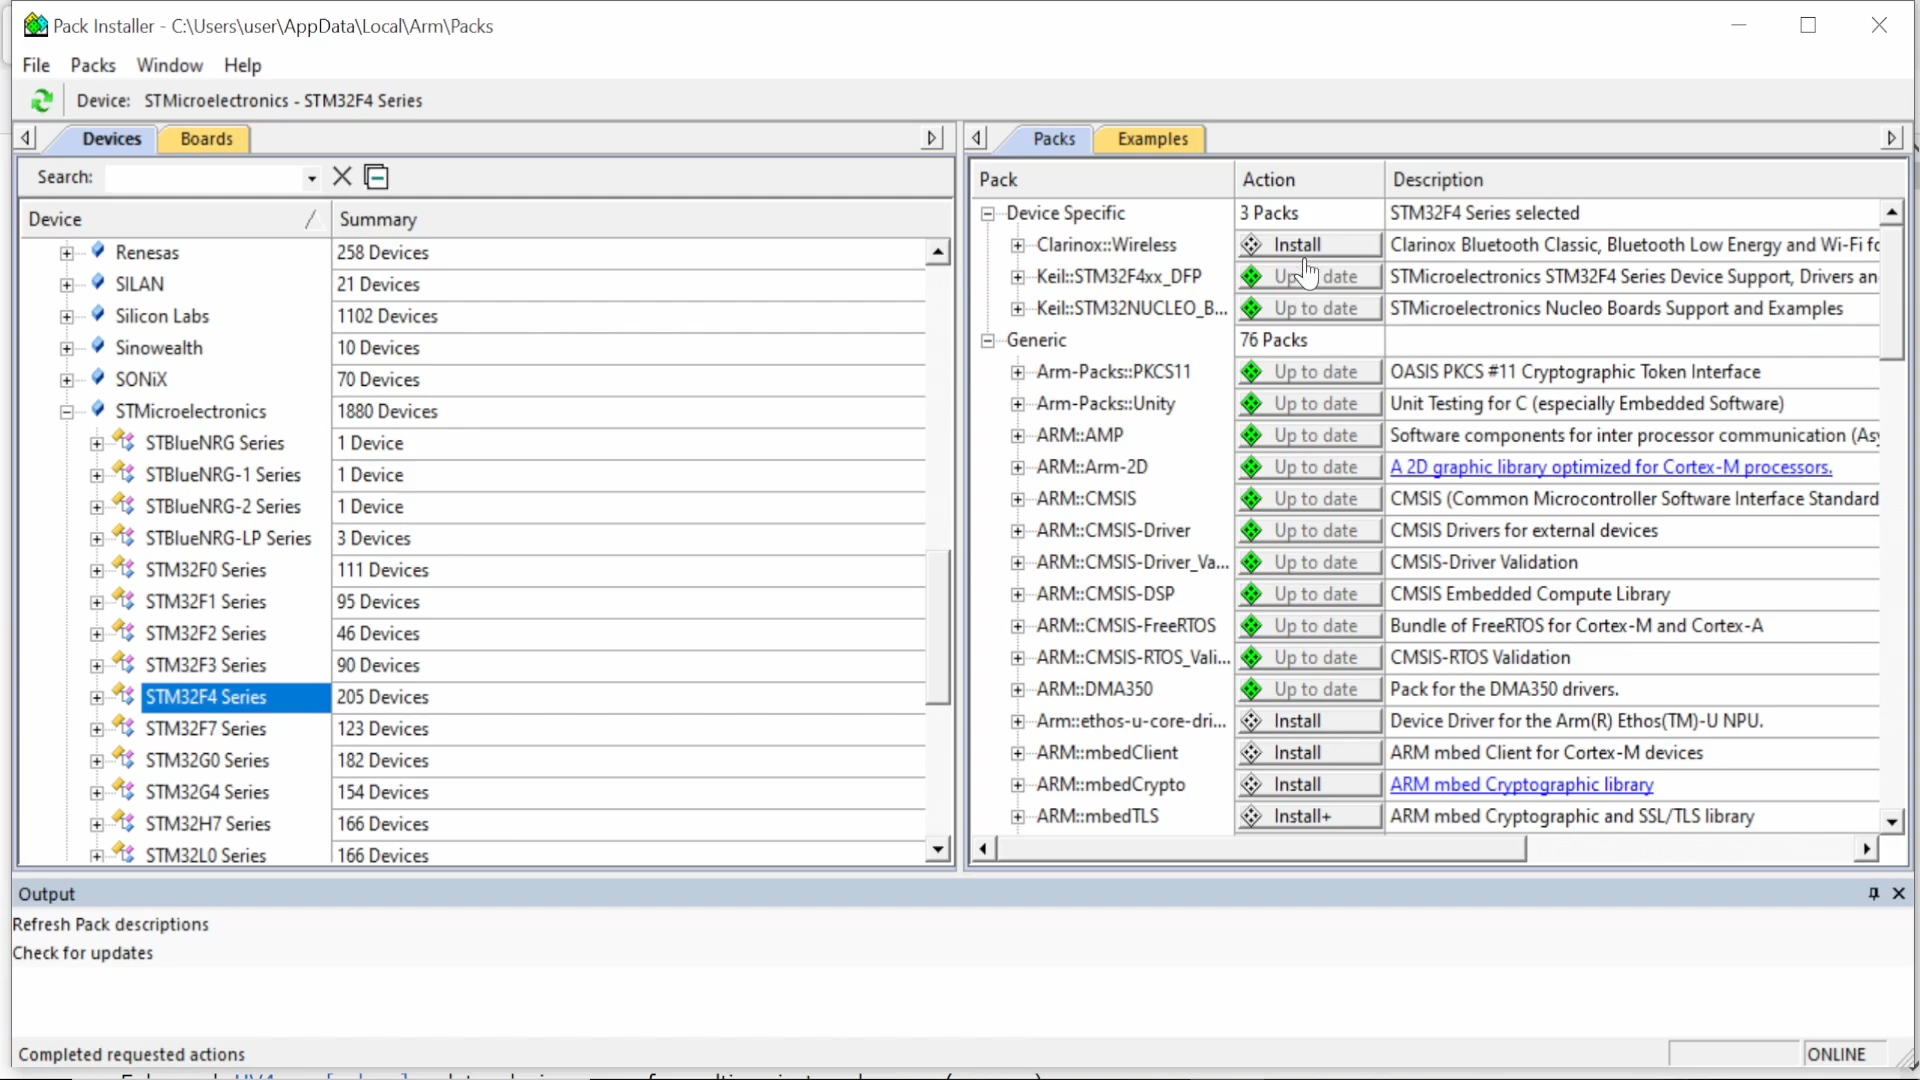 Pack Installer - C:\Users\user\AppData\Local\Arm\Packs
File Packs Window Help
Device: STMicroelectronics - STM32F4 Series
Devices Boards
Search:
Device Summary
Renesas 258 Devices
SILAN 21 Devices
Silicon Labs 1102 Devices
Sinowealth 10 Devices
SONiX 70 Devices
STMicroelectronics 1880 Devices
STBlueNRG Series 1 Device
STBlueNRG-1 Series 1 Device
STBlueNRG-2 Series 1 Device
STBlueNRG-LP Series 3 Devices
STM32F0 Series 111 Devices
STM32F1 Series 95 Devices
STM32F2 Series 46 Devices
STM32F3 Series 90 Devices
STM32F4 Series 205 Devices
STM32F7 Series 123 Devices
STM32G0 Series 182 Devices
STM32G4 Series 154 Devices
STM32H7 Series 166 Devices
STM32L0 Series 166 Devices
Packs Examples
Pack Action Description
Device Specific 3 Packs STM32F4 Series selected
Clarinox::Wireless Install Clarinox Bluetooth Classic, Bluetooth Low Energy and Wi-Fi fo
Keil::STM32F4xx_DFP Up to date STMicroelectronics STM32F4 Series Device Support, Drivers an
Keil::STM32NUCLEO_B... Up to date STMicroelectronics Nucleo Boards Support and Examples
Generic 76 Packs
Arm-Packs::PKCS11 Up to date OASIS PKCS #11 Cryptographic Token Interface
Arm-Packs::Unity Up to date Unit Testing for C (especially Embedded Software)
ARM::AMP Up to date Software components for inter processor communication (Asy
ARM::Arm-2D Up to date A 2D graphic library optimized for Cortex-M processors.
ARM::CMSIS Up to date CMSIS (Common Microcontroller Software Interface Standard
ARM::CMSIS-Driver Up to date CMSIS Drivers for external devices
ARM::CMSIS-Driver_Va... Up to date CMSIS-Driver Validation
ARM::CMSIS-DSP Up to date CMSIS Embedded Compute Library
ARM::CMSIS-FreeRTOS Up to date Bundle of FreeRTOS for Cortex-M and Cortex-A
ARM::CMSIS-RTOS_Vali... Up to date CMSIS-RTOS Validation
ARM::DMA350 Up to date Pack for the DMA350 drivers.
Arm::ethos-u-core-dri... Install Device Driver for the Arm(R) Ethos(TM)-U NPU.
ARM::mbedClient Install ARM mbed Client for Cortex-M devices
ARM::mbedCrypto Install ARM mbed Cryptographic library
ARM::mbedTLS Install+ ARM mbed Cryptographic and SSL/TLS library
Output
Refresh Pack descriptions
Check for updates
Completed requested actions ONLINE